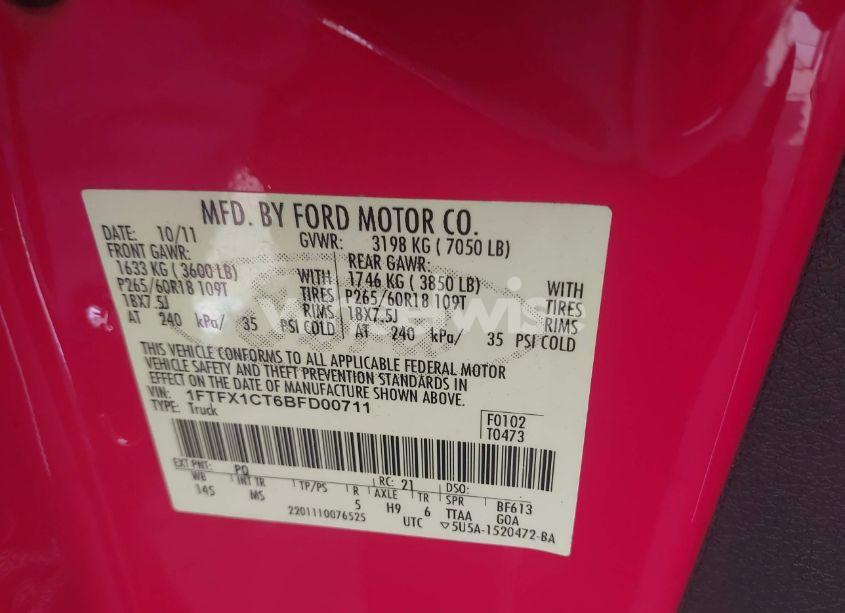 MFD. BY FORD MOTOR CO.
DATE: 10/11 GVWR: 3198 KG ( 7050 LB)
FRONT GAWR: REAR GAWR:
1633 KG ( 3600 LB) WITH 1746 KG ( 3850 LB) WITH
P265/60R18 109T TIRES P265/60R18 109T TIRES
18X7.5J RIMS 18X7.5J RIMS
AT 240 kPa/ 35 PSI COLD AT 240 kPa/ 35 PSI COLD
THIS VEHICLE CONFORMS TO ALL APPLICABLE FEDERAL MOTOR
VEHICLE SAFETY AND THEFT PREVENTION STANDARDS IN
EFFECT ON THE DATE OF MANUFACTURE SHOWN ABOVE.
VIN: 1FTFX1CT6BFD00711
TYPE: Truck
F0102
T0473
EXT PNT: PQ RC: 21 DSO:
WB INT TR TP/PS R AXLE TR SPR BF613
145 MS 5 H9 6 TTAA GOA
2201110076525 UTC ▽5U5A-1520472-BA